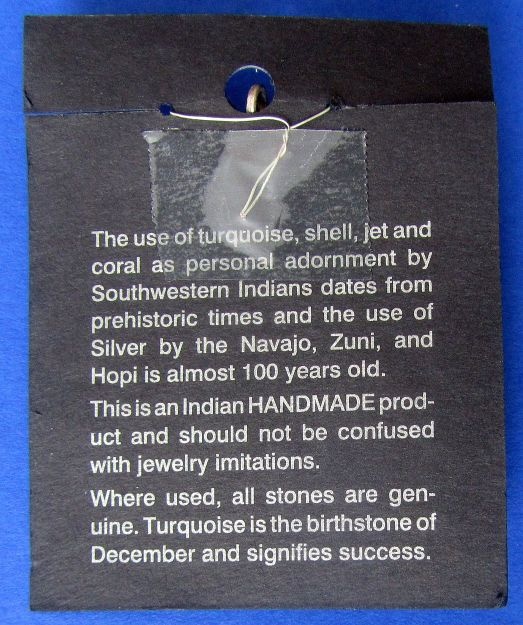 The use of turquoise, shell, jet and
coral as personal adornment by
Southwestern Indians dates from
prehistoric times and the use of
Silver by the Navajo, Zuni, and
Hopi is almost 100 years old.
This is an Indian HANDMADE prod-
uct and should not be confused
with jewelry imitations.
Where used, all stones are gen-
uine. Turquoise is the birthstone of
December and signifies success.